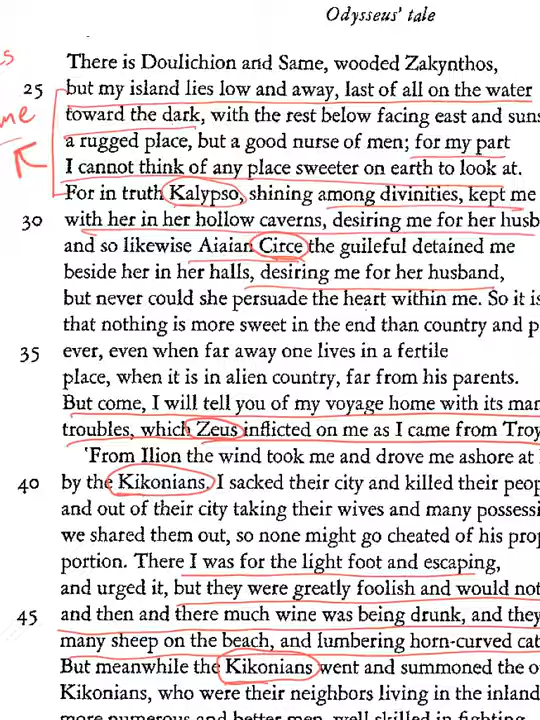 Odysseus' tale
There is Doulichion and Same, wooded Zakynthos,
25 but my island lies low and away, last of all on the water
toward the dark, with the rest below facing east and
me
a rugged place, but a good nurse of men; for my part
I cannot think of any place sweeter on earth to look at.
For in truth Kalypso, shining among divinities, kept me
30 with her in her hollow caverns, desiring me for her
and so likewise Aiaian Circe the guileful detained me
beside her in her halls, desiring me for her husband,
but never could she persuade the heart within me. So it is
that nothing is more sweet in the end than country and
35 ever, even when far away one lives in a fertile
place, when it is in alien country, far from his parents.
But come, I will tell you of my voyage home with its
troubles, which Zeus inflicted on me as I came from Troy
'From Ilion the wind took me and drove me ashore at
40 by the Kikonians. I sacked their city and killed their
and out of their city taking their wives and many
we shared them out, so none might go cheated of his
portion. There I was for the light foot and escaping,
and urged it, but they were greatly foolish and would not
45 and then and there much wine was being drunk, and they
many sheep on the beach, and lumbering horn-curved
But meanwhile the Kikonians went and summoned the
Kikonians, who were their neighbors living in the inland
more numerous and better men, well skilled in fighting